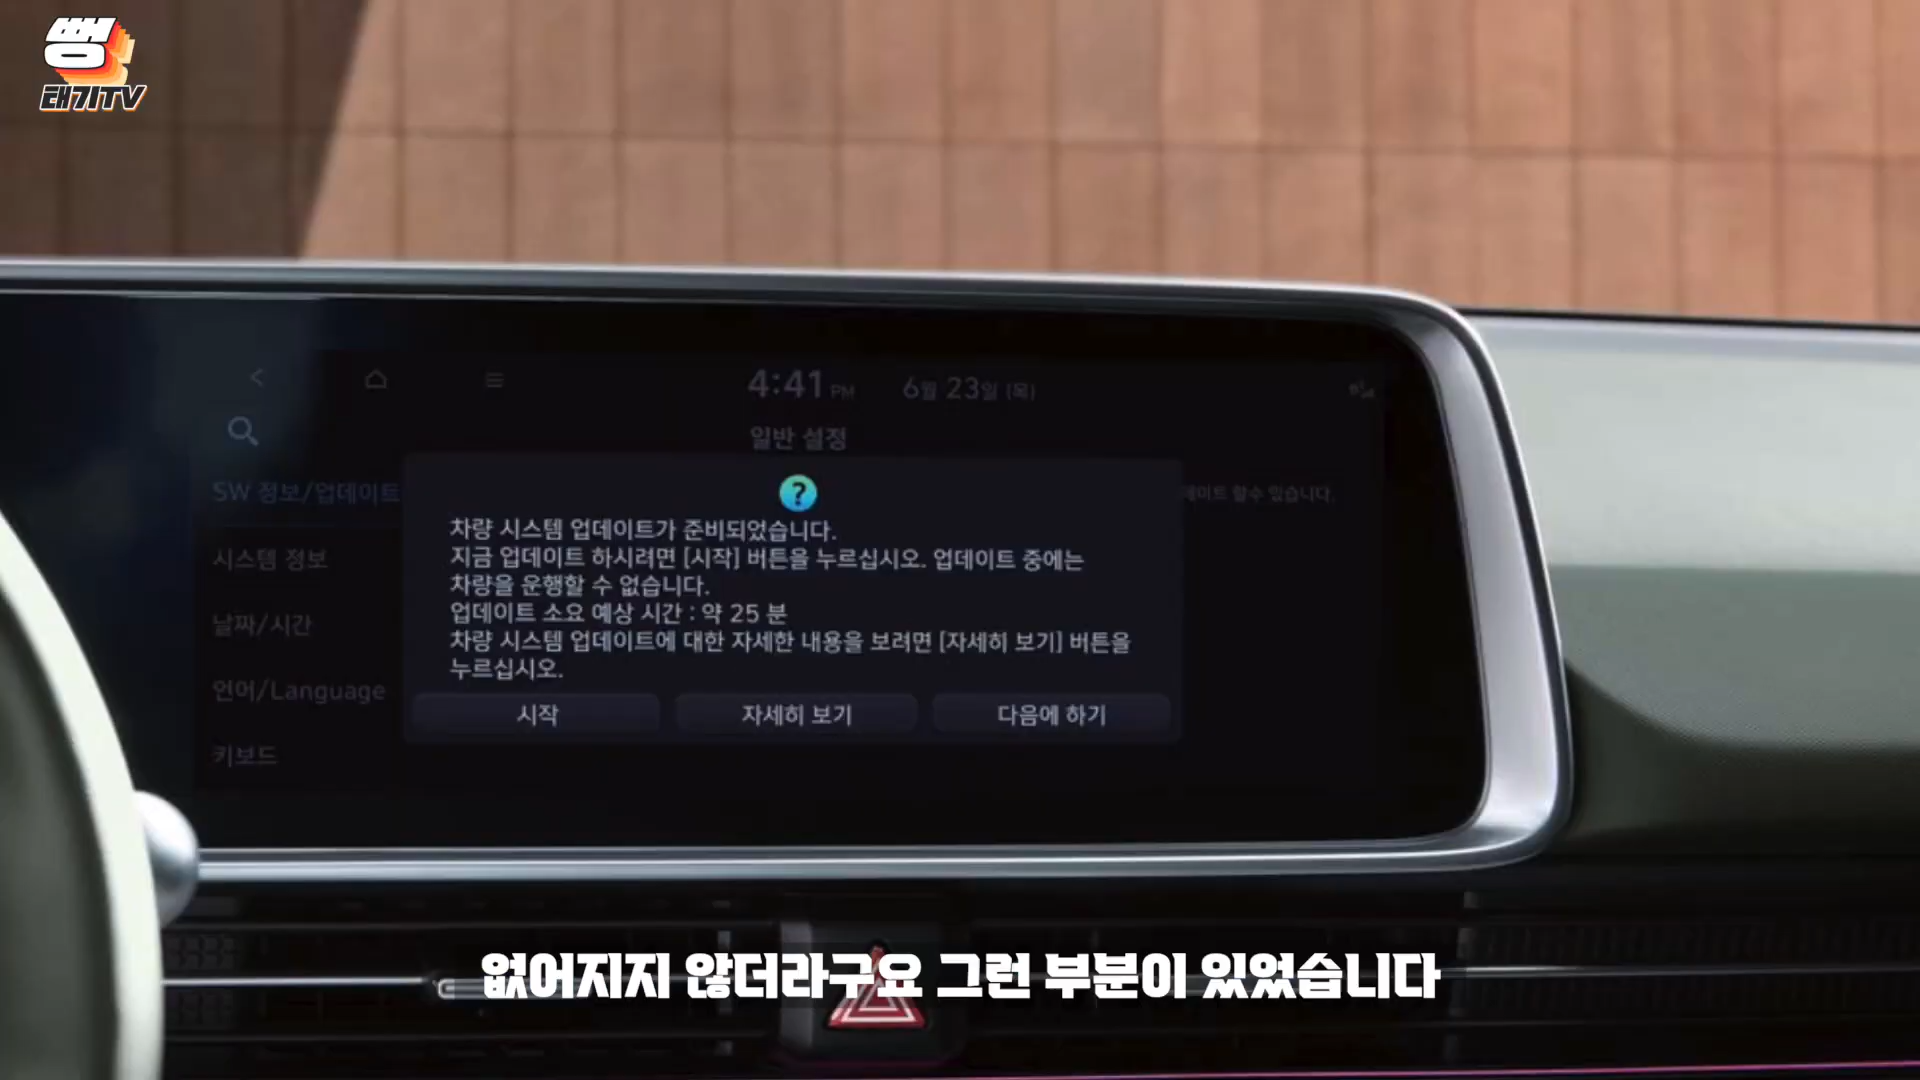 뻥
태기TV
4:41 PM 6월 23일 (목)
일반 설정
SW 정보/업데이트
데이트 할수 있습니다.
시스템 정보
날짜/시간
언어/Language
키보드
?
차량 시스템 업데이트가 준비되었습니다.
지금 업데이트 하시려면 [시작] 버튼을 누르십시오. 업데이트 중에는
차량을 운행할 수 없습니다.
업데이트 소요 예상 시간 : 약 25 분
차량 시스템 업데이트에 대한 자세한 내용을 보려면 [자세히 보기] 버튼을
누르십시오.
시작 자세히 보기 다음에 하기
없어지지 않더라구요 그런 부분이 있었습니다